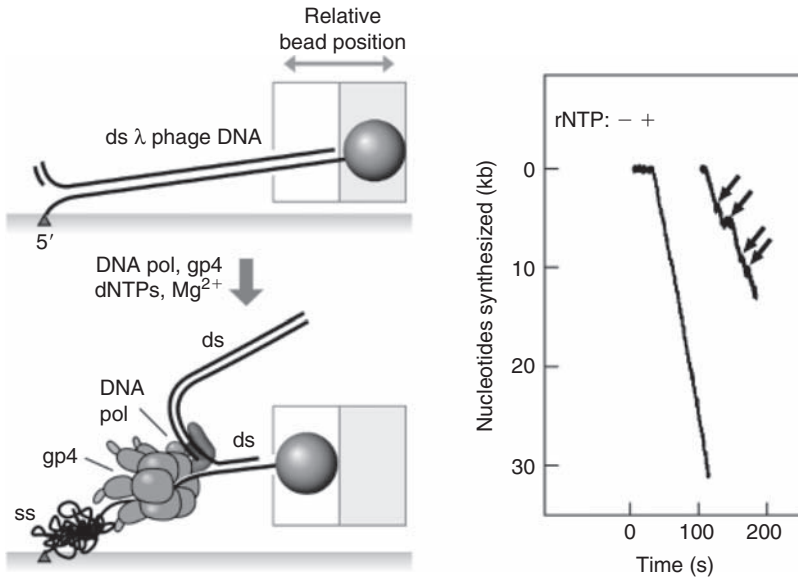 Relative
bead position
ds λ phage DNA
5′
DNA pol, gp4
dNTPs, Mg²⁺
ds
DNA
pol
ds
gp4
ss
rNTP: − +
Nucleotides synthesized (kb)
0
10
20
30
0 100 200
Time (s)